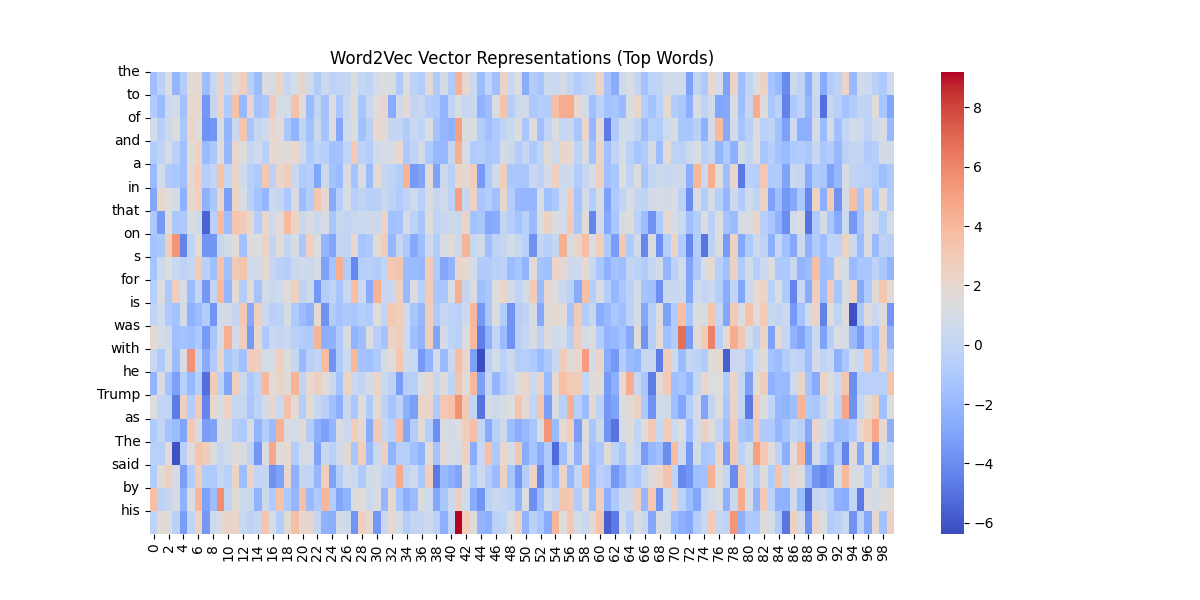 Word2Vec Vector Representations (Top Words)
the
to
of
and
a
in
that
on
s
for
is
was
with
he
Trump
as
The
said
by
his
0 2 4 6 8 10 12 14 16 18 20 22 24 26 28 30 32 34 36 38 40 42 44 46 48 50 52 54 56 58 60 62 64 66 68 70 72 74 76 78 80 82 84 86 88 90 92 94 96 98
8
6
4
2
0
−2
−4
−6